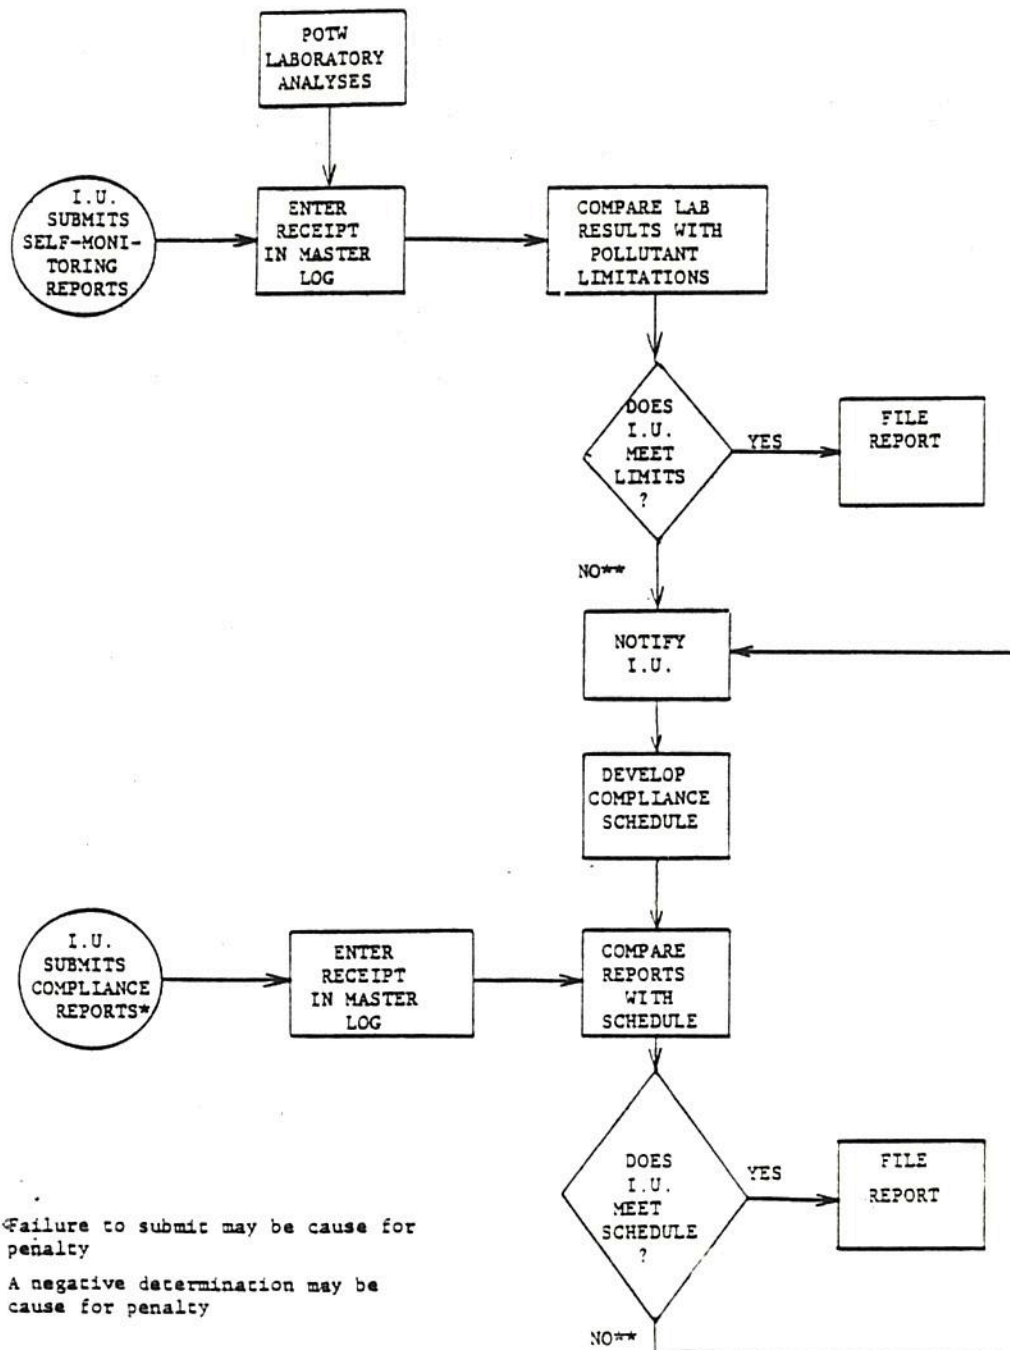 POTW
LABORATORY
ANALYSES
I.U.
SUBMITS
SELF-MONI-
TORING
REPORTS
ENTER
RECEIPT
IN MASTER
LOG
COMPARE LAB
RESULTS WITH
POLLUTANT
LIMITATIONS
DOES
I.U.
MEET
LIMITS
?
YES
FILE
REPORT
NO**
NOTIFY
I.U.
DEVELOP
COMPLIANCE
SCHEDULE
I.U.
SUBMITS
COMPLIANCE
REPORTS*
ENTER
RECEIPT
IN MASTER
LOG
COMPARE
REPORTS
WITH
SCHEDULE
DOES
I.U.
MEET
SCHEDULE
?
YES
FILE
REPORT
*Failure to submit may be cause for
penalty
A negative determination may be
cause for penalty
NO**